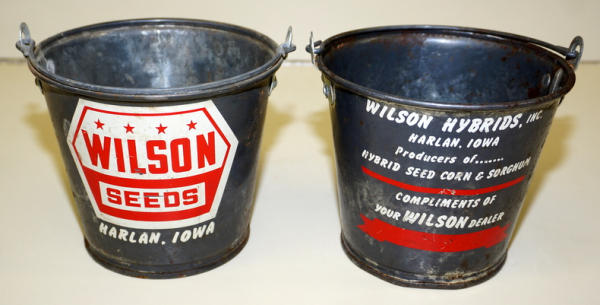 WILSON
SEEDS
HARLAN, IOWA
WILSON HYBRIDS, INC.
HARLAN, IOWA
Producers of.......
HYBRID SEED CORN & SORGHUM
COMPLIMENTS OF
YOUR WILSON DEALER